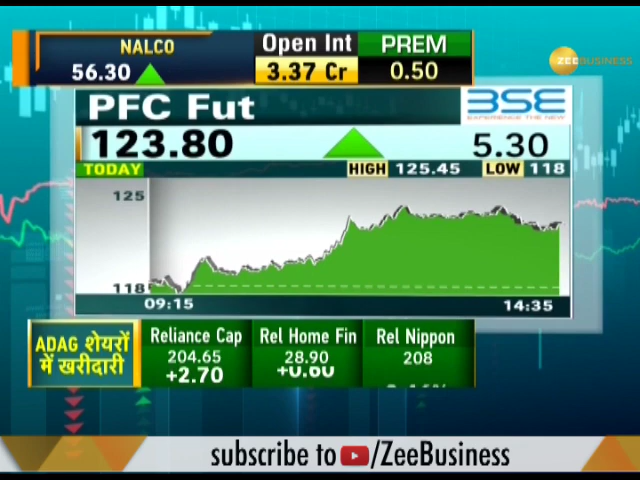 NALCO
56.30
Open Int
3.37 Cr
PREM
0.50
ZEEBUSINESS
PFC Fut
BSE
EXPERIENCE THE NEW
123.80
5.30
TODAY
HIGH 125.45 LOW 118
125
118
09:15
14:35
ADAG शेयरों
में खरीदारी
Reliance Cap
204.65
+2.70
Rel Home Fin
28.90
+0.60
Rel Nippon
208
subscribe to /ZeeBusiness